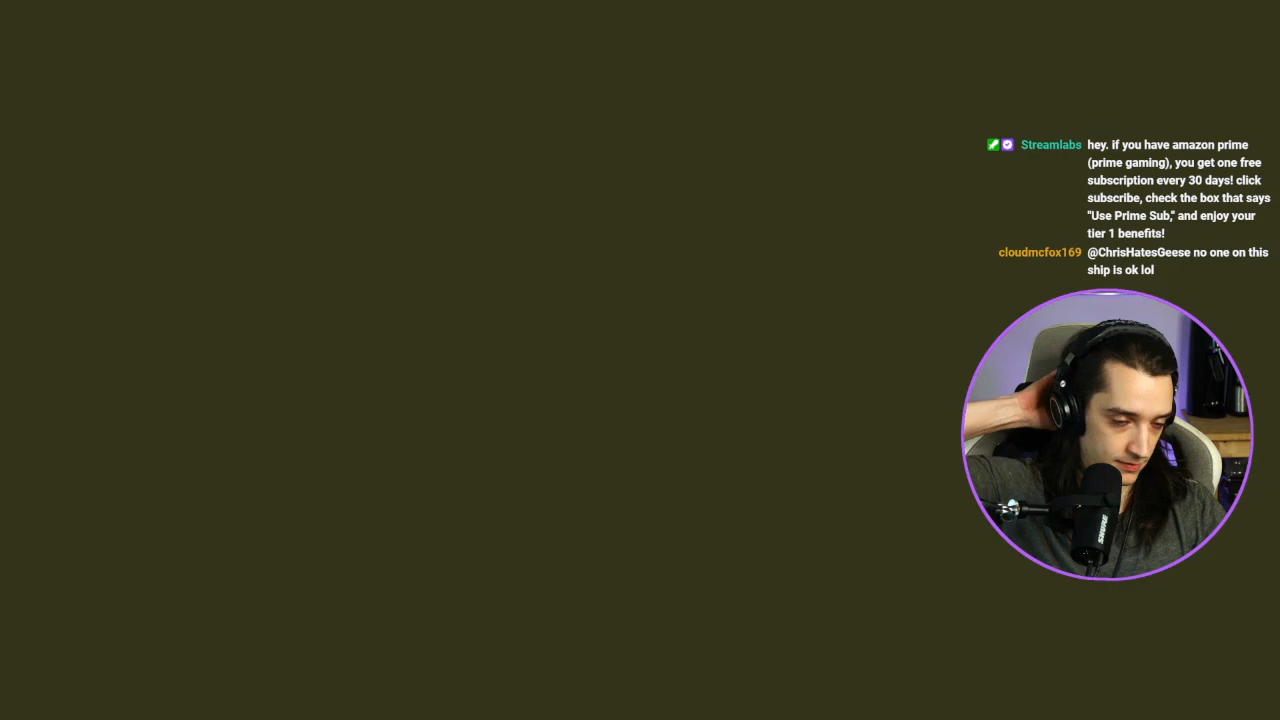 Streamlabs hey. if you have amazon prime
(prime gaming), you get one free
subscription every 30 days! click
subscribe, check the box that says
"Use Prime Sub," and enjoy your
tier 1 benefits!
cloudmcfox169 @ChrisHatesGeese no one on this
ship is ok lol
SHURE